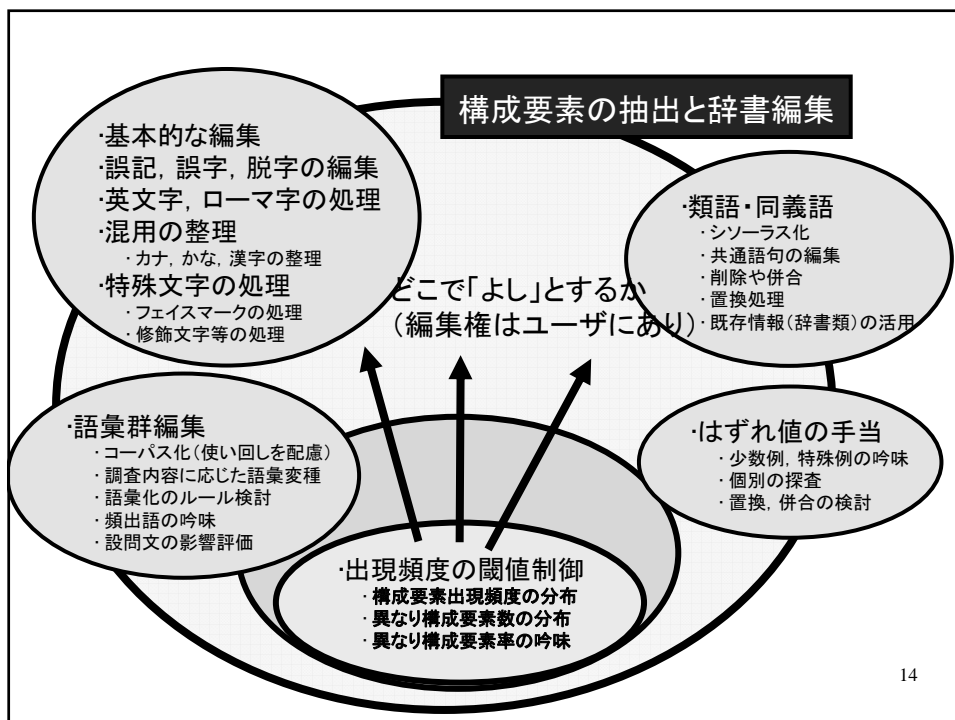 構成要素の抽出と辞書編集
·基本的な編集
·誤記，誤字，脱字の編集
·英文字，ローマ字の処理
·混用の整理
·カナ，かな，漢字の整理
·特殊文字の処理
·フェイスマークの処理
·修飾文字等の処理
·類語・同義語
·シソーラス化
·共通語句の編集
·削除や併合
·置換処理
·既存情報（辞書類）の活用
どこで「よし」とするか
（編集権はユーザにあり）
·語彙群編集
·コーパス化（使い回しを配慮）
·調査内容に応じた語彙変種
·語彙化のルール検討
·頻出語の吟味
·設問文の影響評価
·はずれ値の手当
·少数例，特殊例の吟味
·個別の探査
·置換，併合の検討
·出現頻度の閾値制御
·構成要素出現頻度の分布
·異なり構成要素数の分布
·異なり構成要素率の吟味
14